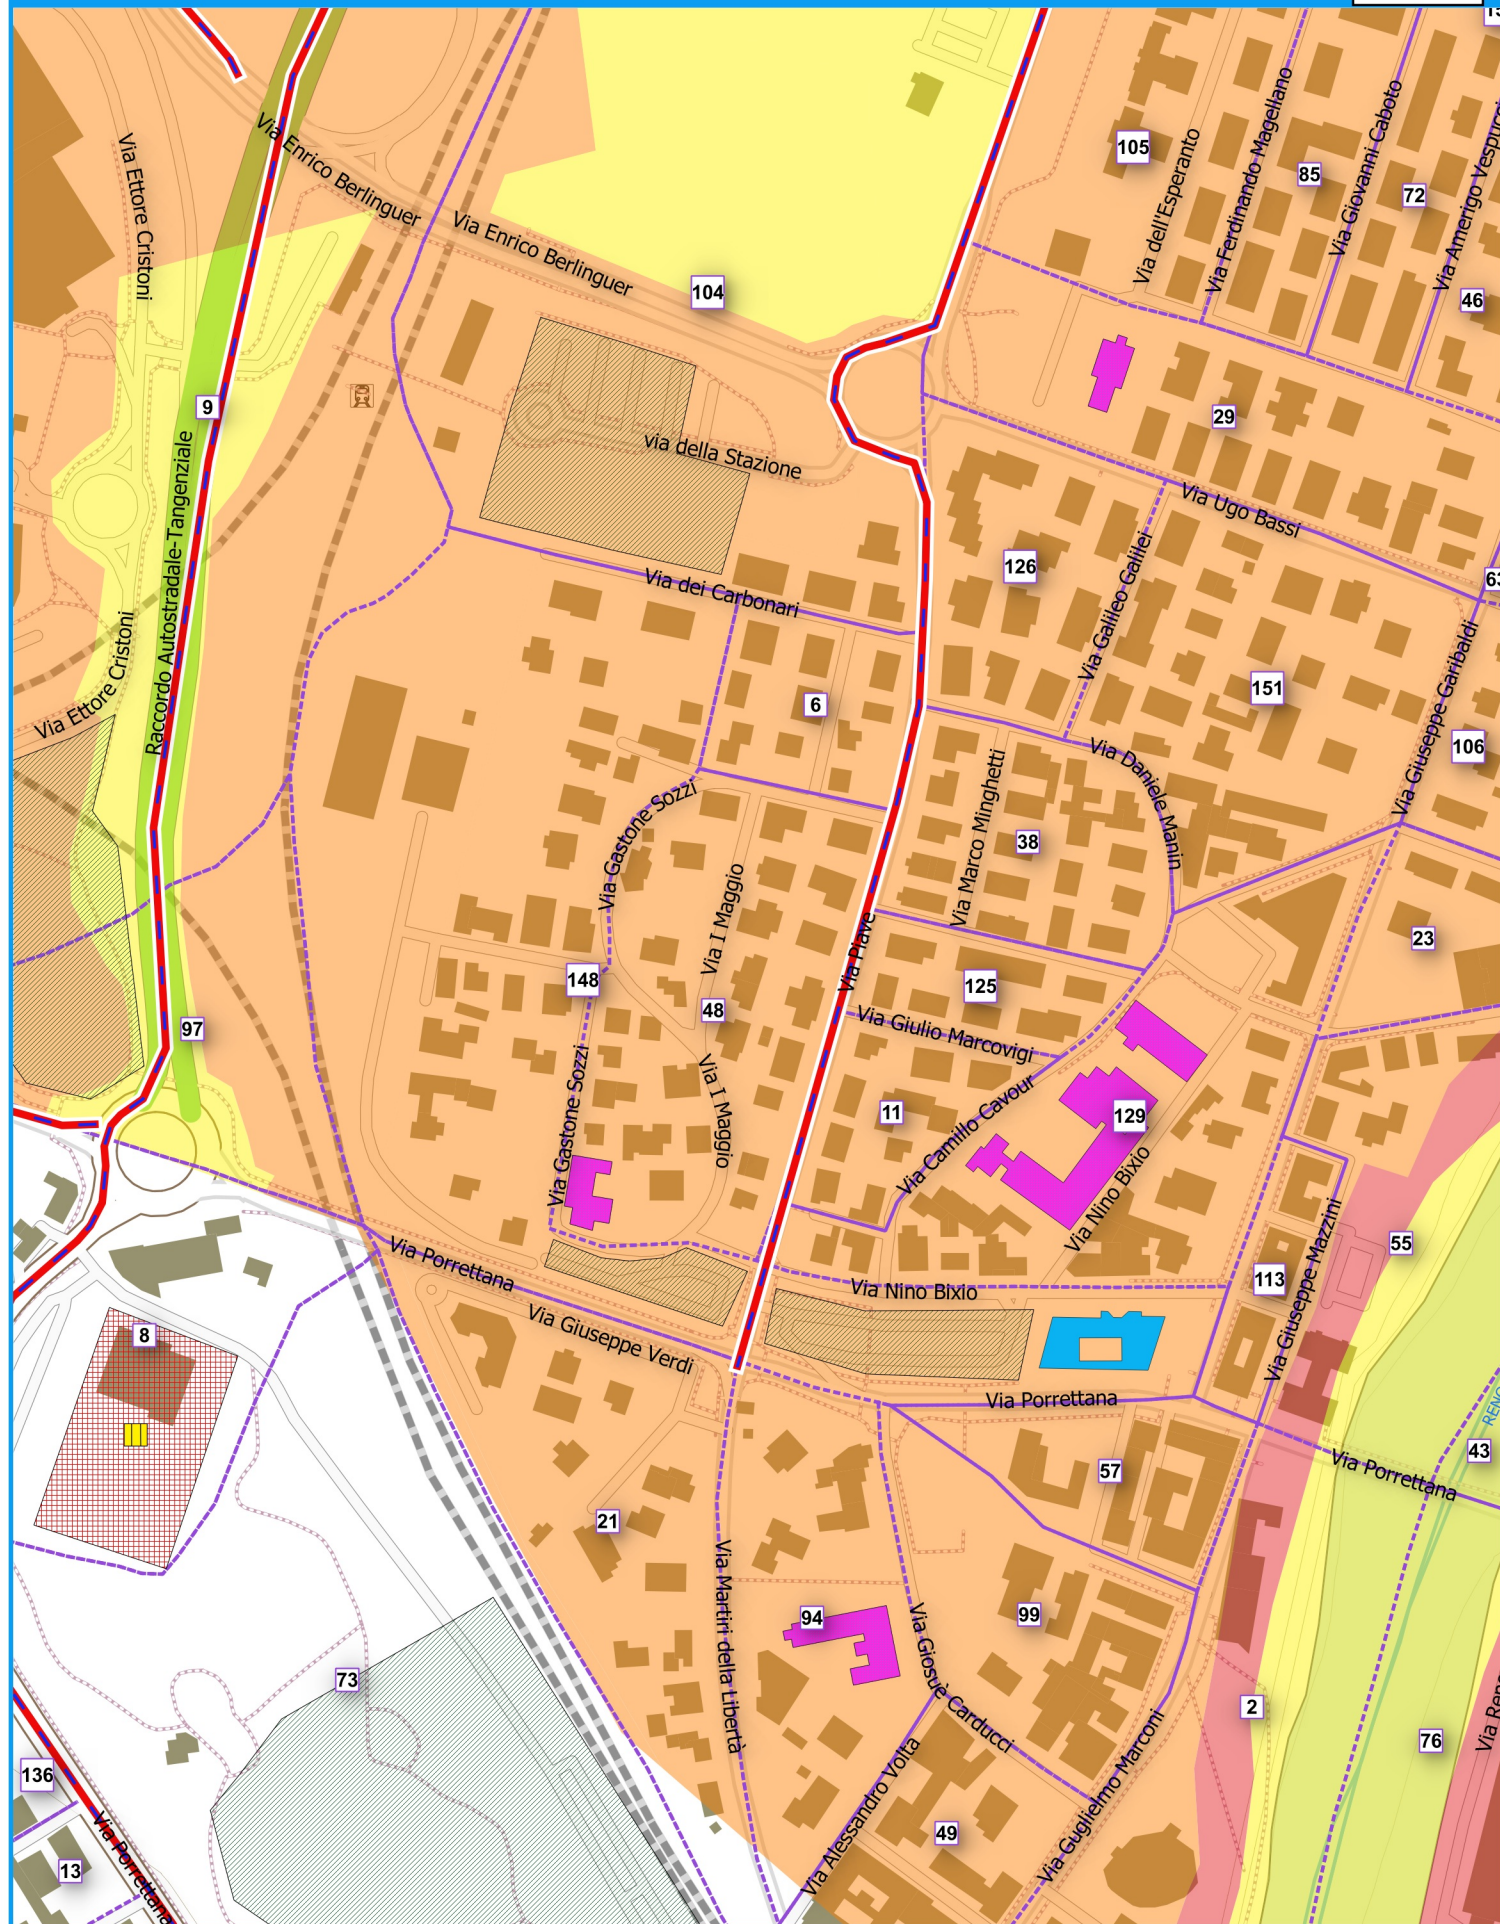 Via Enrico Berlinguer
Via Enrico Berlinguer
Via Ettore Cristoni
104
105
Via dell'Esperanto
Via Ferdinando Magellano
85
Via Giovanni Caboto
72
Via Amerigo Vespucci
46
9
Raccordo Autostradale-Tangenziale
via della Stazione
29
Via Ugo Bassi
126
Via Galileo Galilei
Via dei Carbonari
Via Ettore Cristoni
6
151
Via Giuseppe Garibaldi
106
Via Daniele Manin
Via Marco Minghetti
38
Via Gastone Sozzi
Via I Maggio
Via Piave
23
148
48
125
97
Via Giulio Marcovigi
Via Gastone Sozzi
Via I Maggio
11
Via Camillo Cavour
129
Via Nino Bixio
Via Porrettana
Via Nino Bixio
113
Via Giuseppe Mazzini
55
8
Via Giuseppe Verdi
Via Porrettana
57
Via Porrettana
43
RENO
21
Via Martiri della Libertà
94
Via Giosuè Carducci
99
2
76
Via Reno
73
136
Via Porrettana
13
Via Alessandro Volta
49
Via Guglielmo Marconi